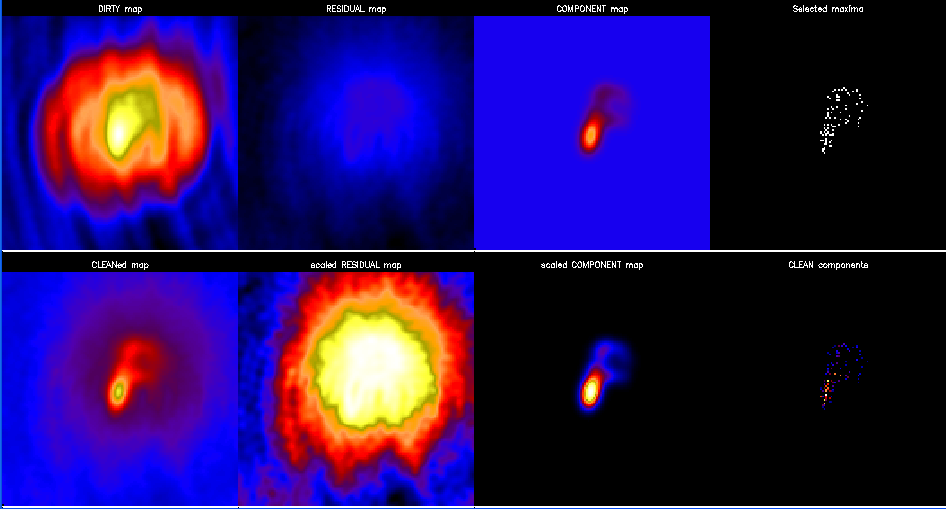 DIRTY map
RESIDUAL map
COMPONENT map
Selected maxima
CLEANed map
scaled RESIDUAL map
scaled COMPONENT map
CLEAN components